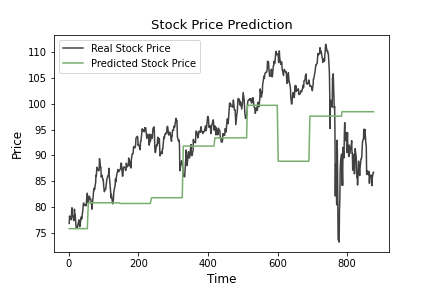 Stock Price Prediction
Real Stock Price
Predicted Stock Price
110
105
100
95
90
85
80
75
Price
0 200 400 600 800
Time